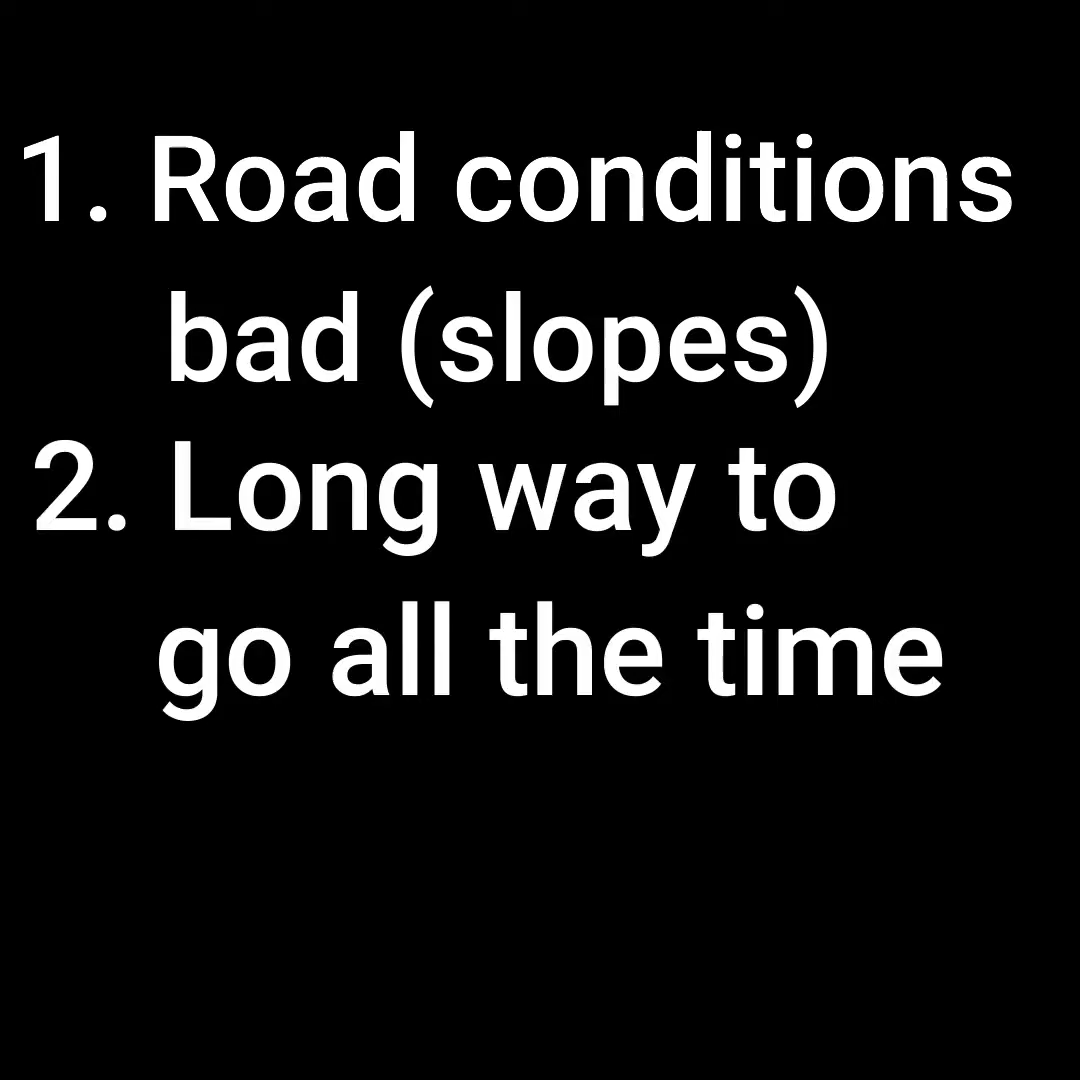 1. Road conditions
bad (slopes)
2. Long way to
go all the time